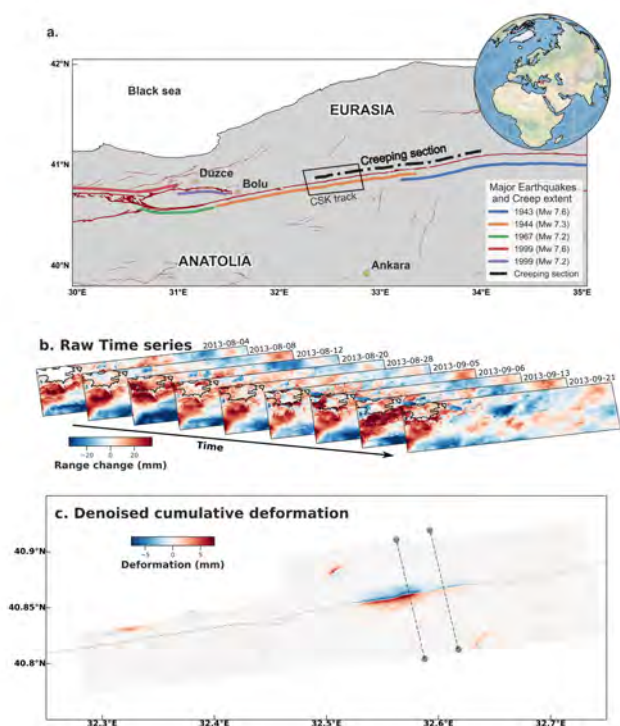 a.
42°N
Black sea
EURASIA
41°N
Creeping section
Düzce
Bolu
CSK track
ANATOLIA
Ankara
40°N
30°E 31°E 32°E 33°E 34°E 35°E
Major Earthquakes
and Creep extent
1943 (Mw 7.6)
1944 (Mw 7.3)
1967 (Mw 7.2)
1999 (Mw 7.6)
1999 (Mw 7.2)
Creeping section
b. Raw Time series
2013-08-04
2013-08-08
2013-08-12
2013-08-20
2013-08-28
2013-09-05
2013-09-06
2013-09-13
2013-09-21
Time
−20 0 20
Range change (mm)
c. Denoised cumulative deformation
−5 0 5
Deformation (mm)
40.9°N
40.85°N
40.8°N
32.3°E 32.4°E 32.5°E 32.6°E 32.7°E